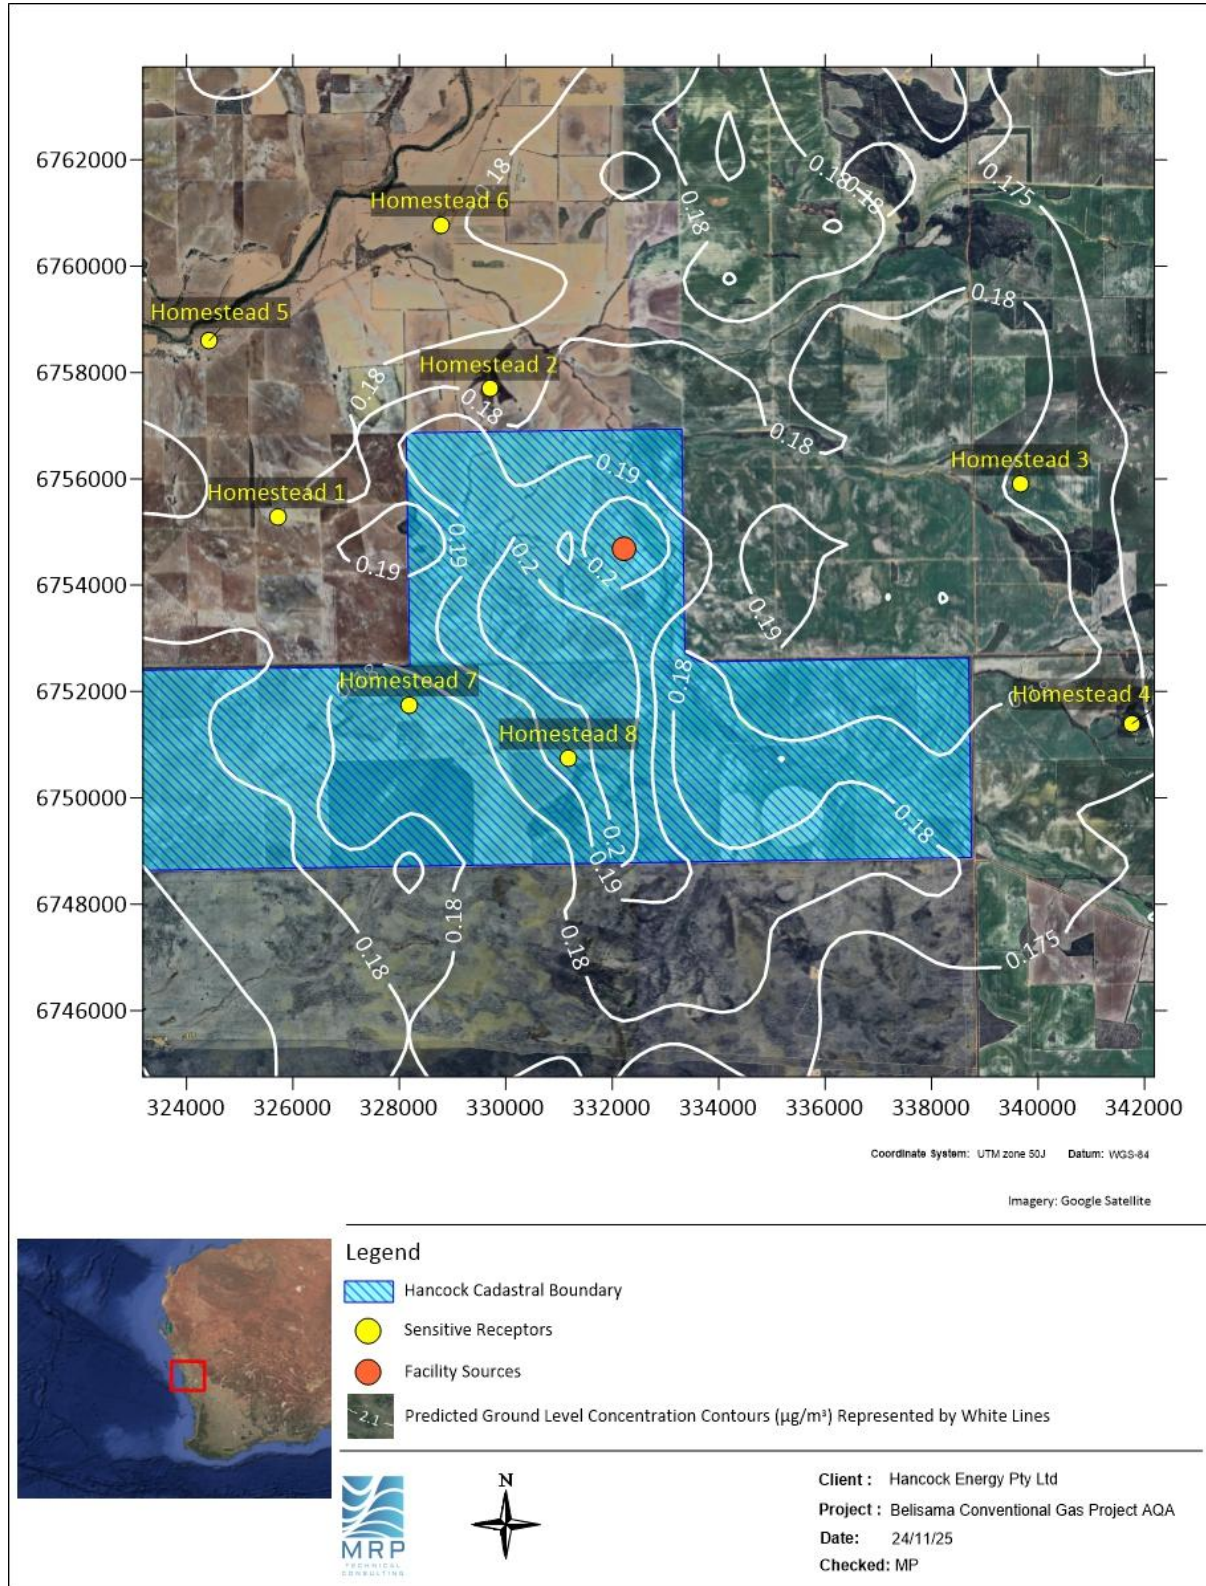 6762000
6760000
6758000
6756000
6754000
6752000
6750000
6748000
6746000
0.18
0.18
0.18
0.175
Homestead 6
0.18
0.18
Homestead 5
Homestead 2
0.18
0.18
0.18
Homestead 3
0.19
Homestead 1
0.19
0.2
0.19
0.2
0.19
0.18
Homestead 7
Homestead 4
Homestead 8
0.2
0.18
0.19
0.18
0.18
0.18
0.175
324000 326000 328000 330000 332000 334000 336000 338000 340000 342000
Coordinate System: UTM zone 50J Datum: WGS-84
Imagery: Google Satellite
Legend
Hancock Cadastral Boundary
Sensitive Receptors
Facility Sources
2.1
Predicted Ground Level Concentration Contours (µg/m³) Represented by White Lines
N
MRP
TECHNICAL
CONSULTING
Client : Hancock Energy Pty Ltd
Project : Belisama Conventional Gas Project AQA
Date: 24/11/25
Checked: MP